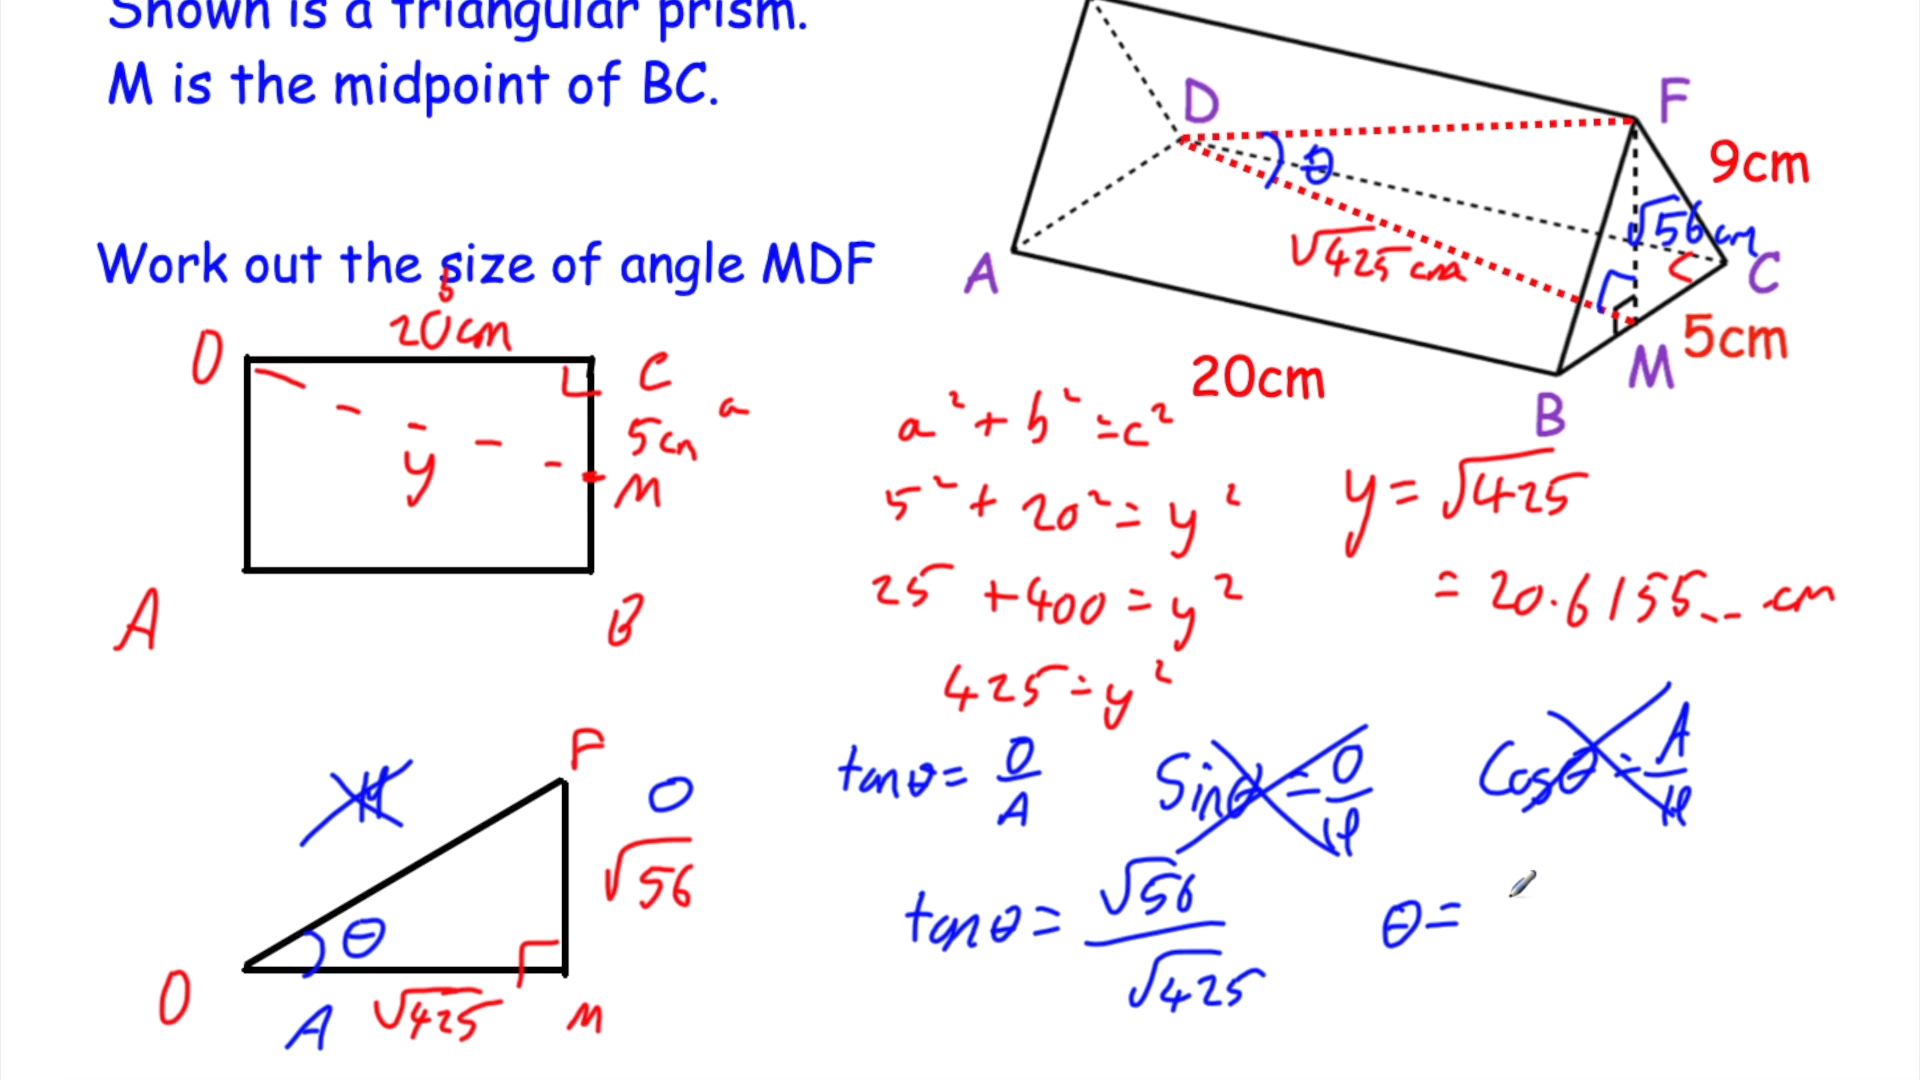 Shown is a triangular prism.
M is the midpoint of BC.
Work out the size of angle MDF
D
F
9cm
θ
√56 cm
√425 cm
A
c
C
5cm
M
20cm
B
b
20cm
D
C
a
5cm
y
M
A
B
a² + b² = c²
5² + 20² = y²
25 + 400 = y²
425 = y²
y = √425
= 20.6155... cm
F
H
O
√56
θ
D
A
√425
M
tanθ = O/A
Sinθ = O/H
Cosθ = A/H
tanθ = √56/√425
θ =